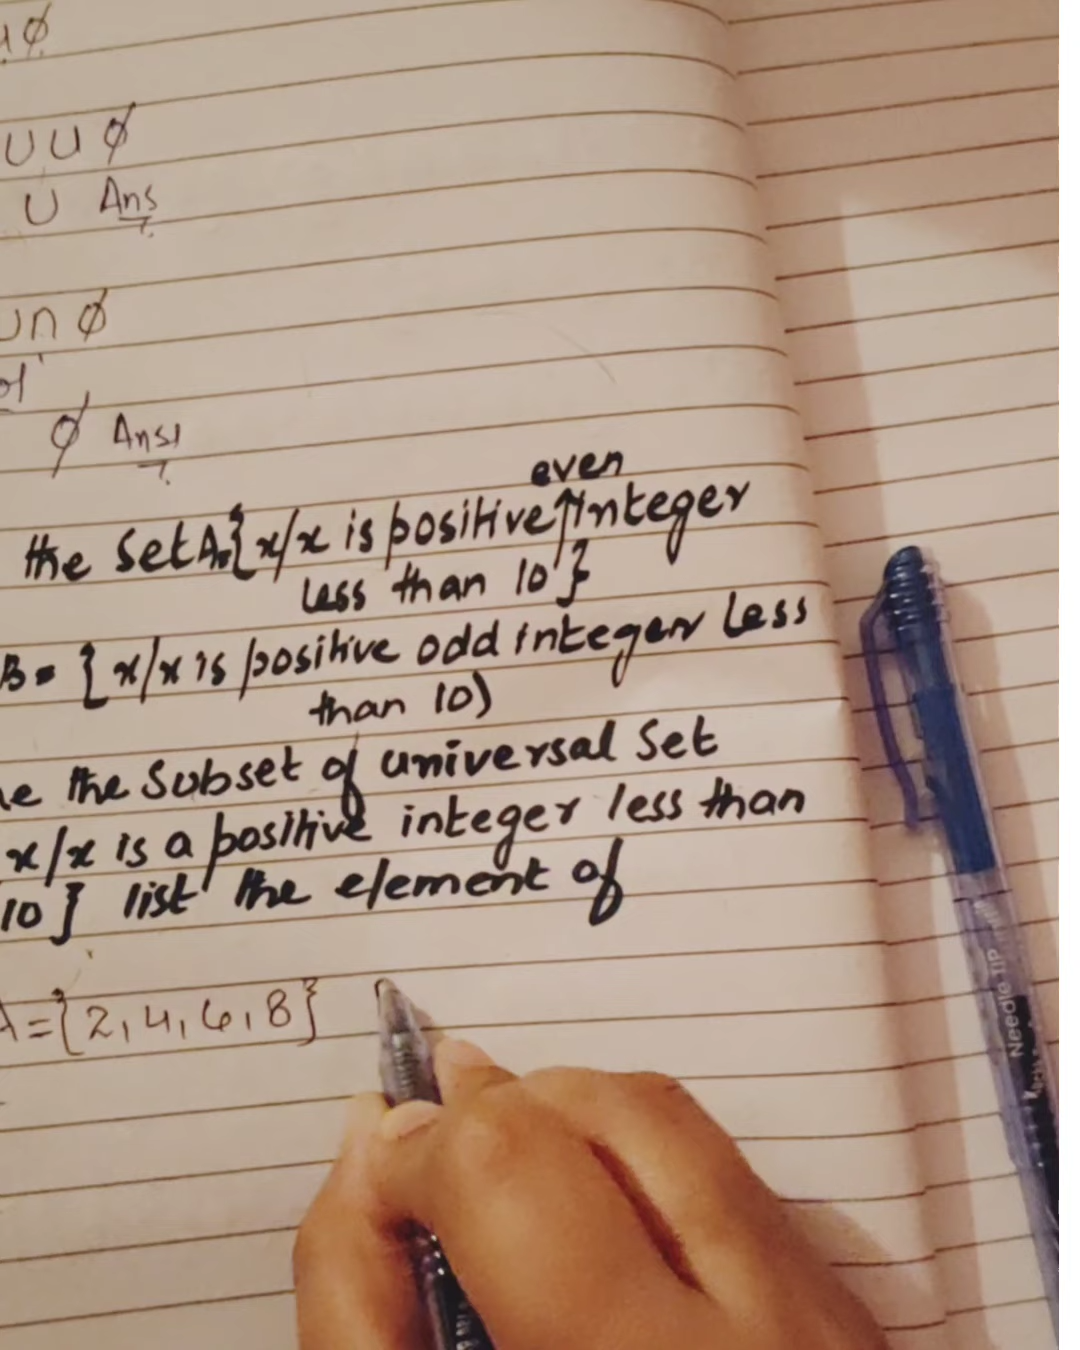 U ∅
U U ∅
U Ans
U ∩ ∅
∅ Ans
even
the Set A = {x/x is positive ↑ integer
less than 10}
B = {x/x is positive odd integer less
than 10)
the Subset of universal Set
x/x is a positive integer less than
10} list the element of
A = {2, 4, 6, 8}
Needle TIP